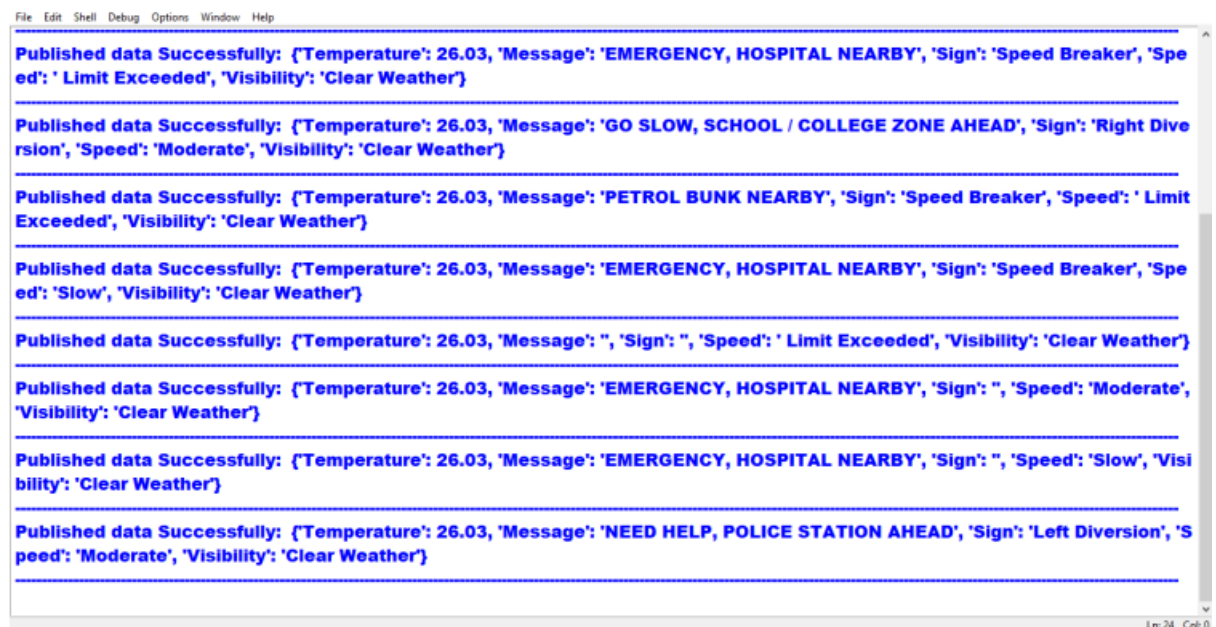 File Edit Shell Debug Options Window Help
Published data Successfully: {'Temperature': 26.03, 'Message': 'EMERGENCY, HOSPITAL NEARBY', 'Sign': 'Speed Breaker', 'Spe
ed': ' Limit Exceeded', 'Visibility': 'Clear Weather'}
Published data Successfully: {'Temperature': 26.03, 'Message': 'GO SLOW, SCHOOL / COLLEGE ZONE AHEAD', 'Sign': 'Right Dive
rsion', 'Speed': 'Moderate', 'Visibility': 'Clear Weather'}
Published data Successfully: {'Temperature': 26.03, 'Message': 'PETROL BUNK NEARBY', 'Sign': 'Speed Breaker', 'Speed': ' Limit
Exceeded', 'Visibility': 'Clear Weather'}
Published data Successfully: {'Temperature': 26.03, 'Message': 'EMERGENCY, HOSPITAL NEARBY', 'Sign': 'Speed Breaker', 'Spe
ed': 'Slow', 'Visibility': 'Clear Weather'}
Published data Successfully: {'Temperature': 26.03, 'Message': '', 'Sign': '', 'Speed': ' Limit Exceeded', 'Visibility': 'Clear Weather'}
Published data Successfully: {'Temperature': 26.03, 'Message': 'EMERGENCY, HOSPITAL NEARBY', 'Sign': '', 'Speed': 'Moderate',
'Visibility': 'Clear Weather'}
Published data Successfully: {'Temperature': 26.03, 'Message': 'EMERGENCY, HOSPITAL NEARBY', 'Sign': '', 'Speed': 'Slow', 'Visi
bility': 'Clear Weather'}
Published data Successfully: {'Temperature': 26.03, 'Message': 'NEED HELP, POLICE STATION AHEAD', 'Sign': 'Left Diversion', 'S
peed': 'Moderate', 'Visibility': 'Clear Weather'}
Ln: 24 Col: 0